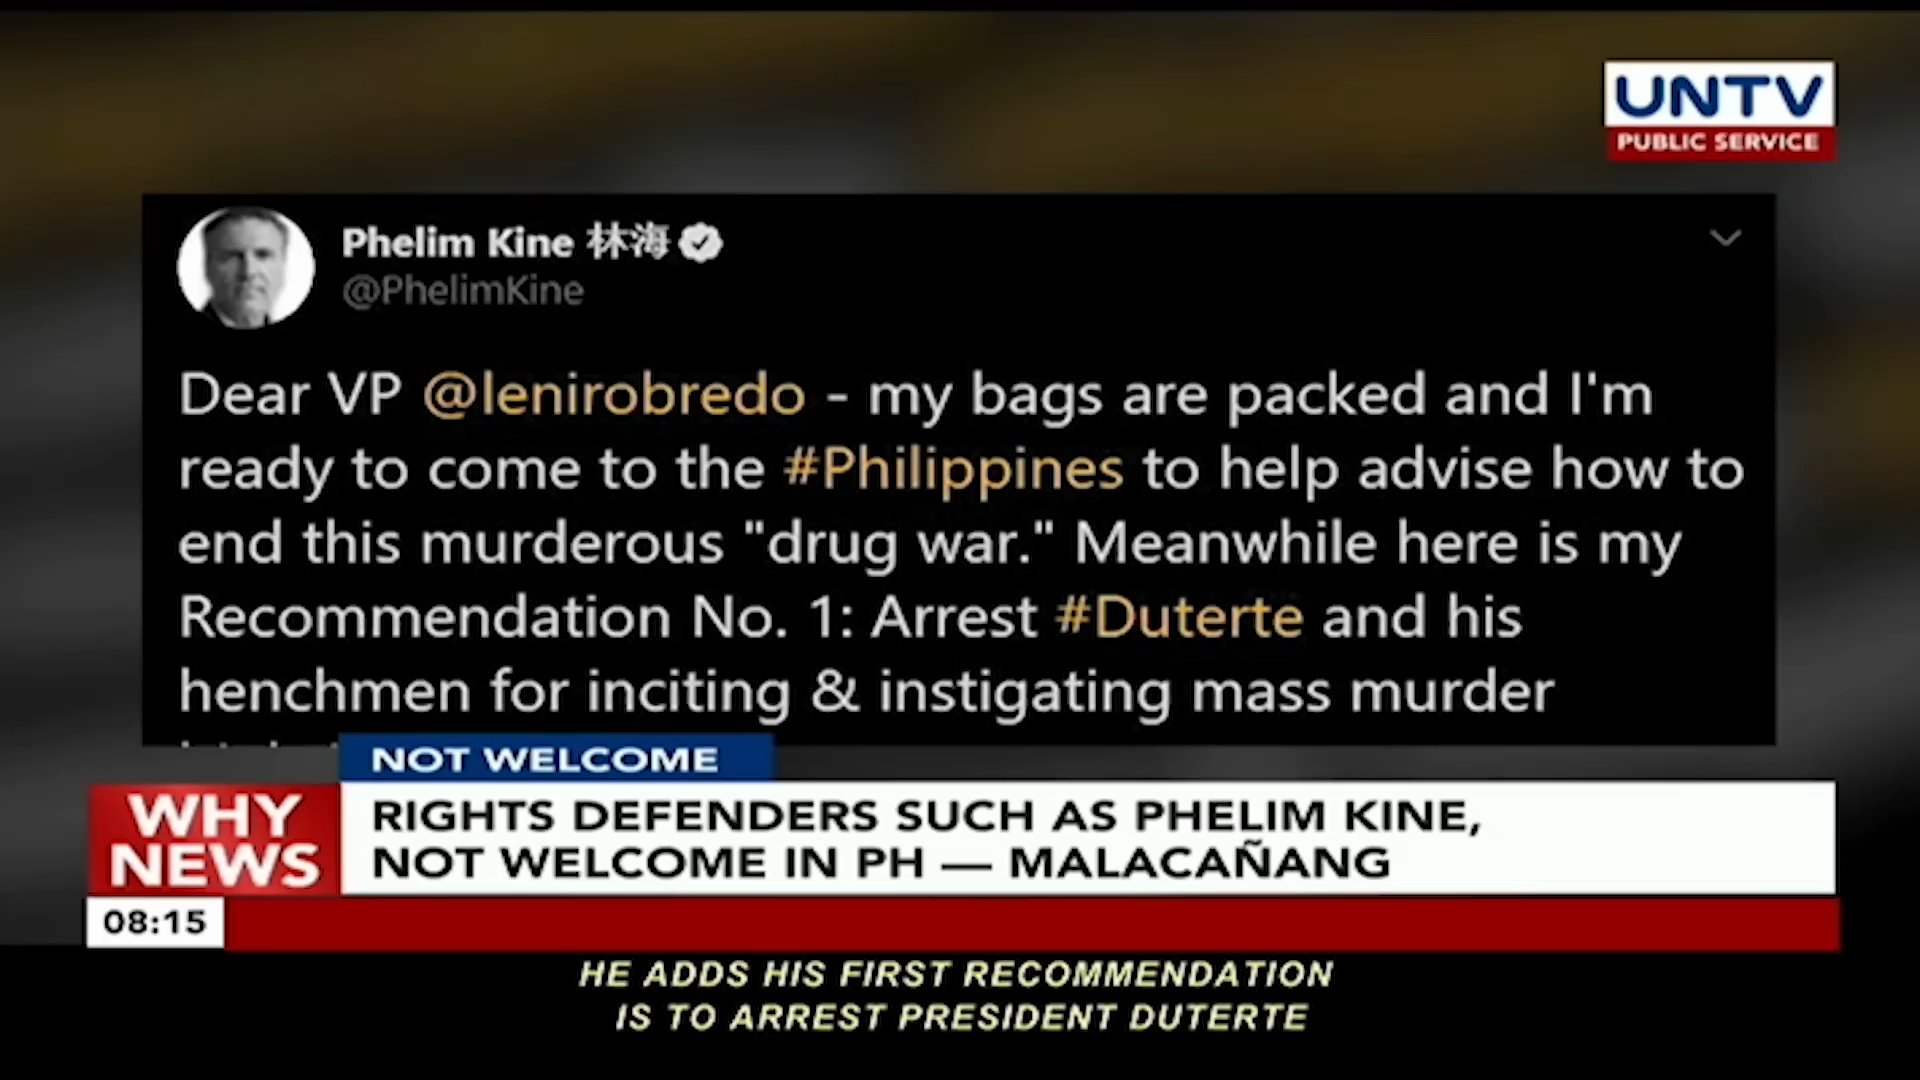 UNTV
PUBLIC SERVICE
Phelim Kine 林海
@PhelimKine
Dear VP @lenirobredo - my bags are packed and I'm
ready to come to the #Philippines to help advise how to
end this murderous "drug war." Meanwhile here is my
Recommendation No. 1: Arrest #Duterte and his
henchmen for inciting & instigating mass murder
NOT WELCOME
WHY
NEWS
RIGHTS DEFENDERS SUCH AS PHELIM KINE,
NOT WELCOME IN PH — MALACAÑANG
08:15
HE ADDS HIS FIRST RECOMMENDATION
IS TO ARREST PRESIDENT DUTERTE